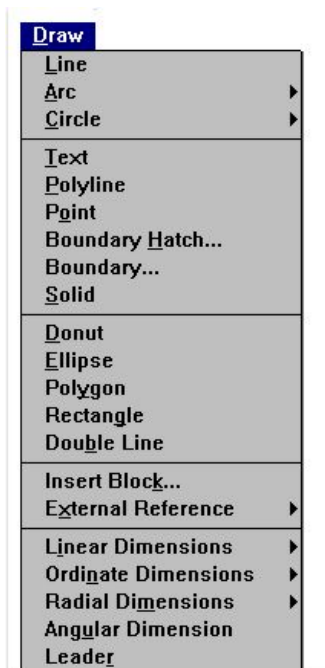 Draw
Line
Arc
Circle
Text
Polyline
Point
Boundary Hatch...
Boundary...
Solid
Donut
Ellipse
Polygon
Rectangle
Double Line
Insert Block...
External Reference
Linear Dimensions
Ordinate Dimensions
Radial Dimensions
Angular Dimension
Leader